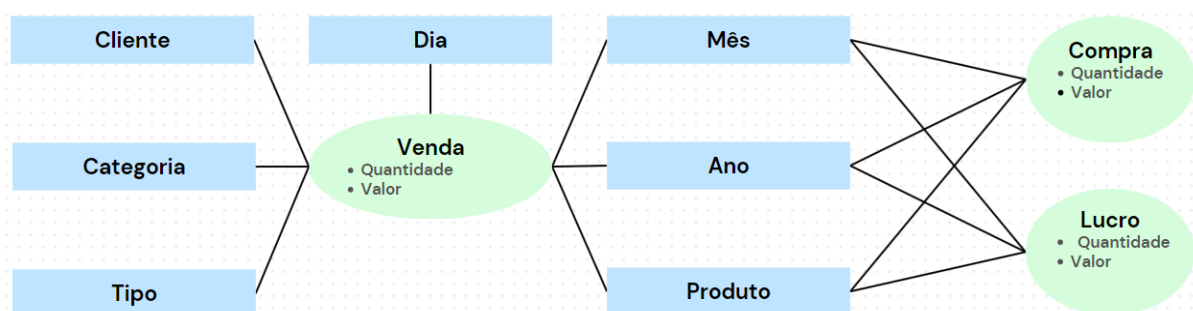 Cliente
Dia
Mês
Compra
• Quantidade
• Valor
Categoria
Venda
• Quantidade
• Valor
Ano
Tipo
Produto
Lucro
• Quantidade
• Valor